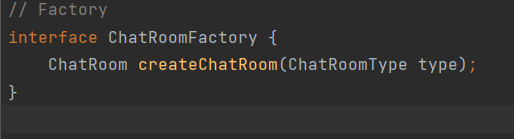 // Factory
interface ChatRoomFactory {
    ChatRoom createChatRoom(ChatRoomType type);
}